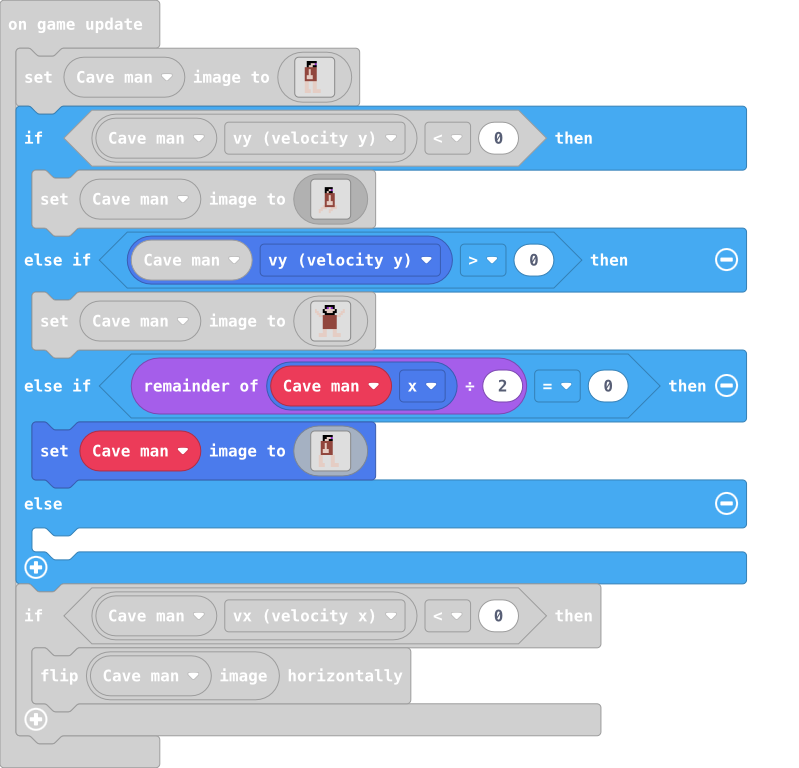 on game update
set Cave man image to
if Cave man vy (velocity y) < 0 then
set Cave man image to
else if Cave man vy (velocity y) > 0 then
set Cave man image to
else if remainder of Cave man x ÷ 2 = 0 then
set Cave man image to
else
if Cave man vx (velocity x) < 0 then
flip Cave man image horizontally